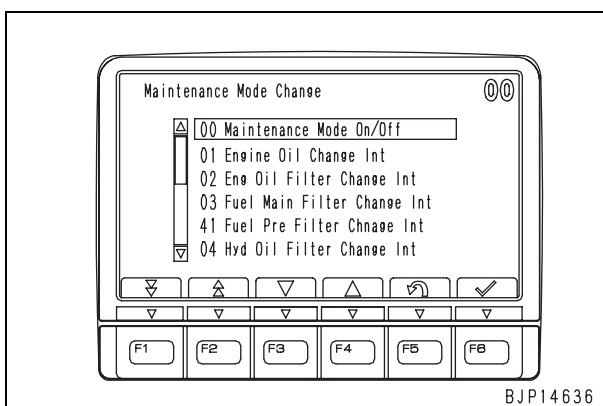 Maintenance Mode Change
00
00 Maintenance Mode On/Off
01 Engine Oil Change Int
02 Eng Oil Filter Change Int
03 Fuel Main Filter Change Int
41 Fuel Pre Filter Chnage Int
04 Hyd Oil Filter Change Int
F1 F2 F3 F4 F5 F6
BJP14636